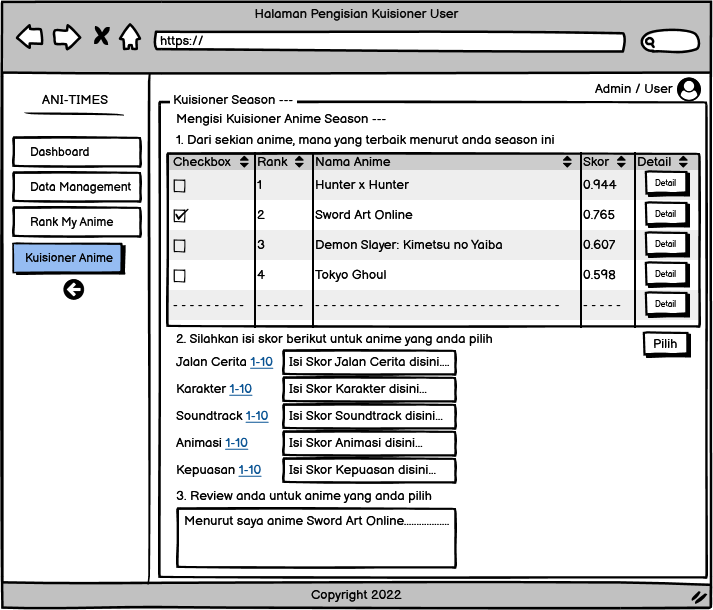 Halaman Pengisian Kuisioner User
https://
Admin / User
ANI-TIMES
Dashboard
Data Management
Rank My Anime
Kuisioner Anime
Kuisioner Season ---
Mengisi Kuisioner Anime Season ---
1. Dari sekian anime, mana yang terbaik menurut anda season ini
Checkbox Rank Nama Anime Skor Detail
1 Hunter x Hunter 0.944 Detail
2 Sword Art Online 0.765 Detail
3 Demon Slayer: Kimetsu no Yaiba 0.607 Detail
4 Tokyo Ghoul 0.598 Detail
- - - - - - - - - - - - - - - - - - - - - - - - - - - - - - - - - - - - - - - - - - - - - - - - Detail
2. Silahkan isi skor berikut untuk anime yang anda pilih
Pilih
Jalan Cerita 1-10 Isi Skor Jalan Cerita disini....
Karakter 1-10 Isi Skor Karakter disini...
Soundtrack 1-10 Isi Skor Soundtrack disini...
Animasi 1-10 Isi Skor Animasi disini...
Kepuasan 1-10 Isi Skor Kepuasan disini...
3. Review anda untuk anime yang anda pilih
Menurut saya anime Sword Art Online..................
Copyright 2022